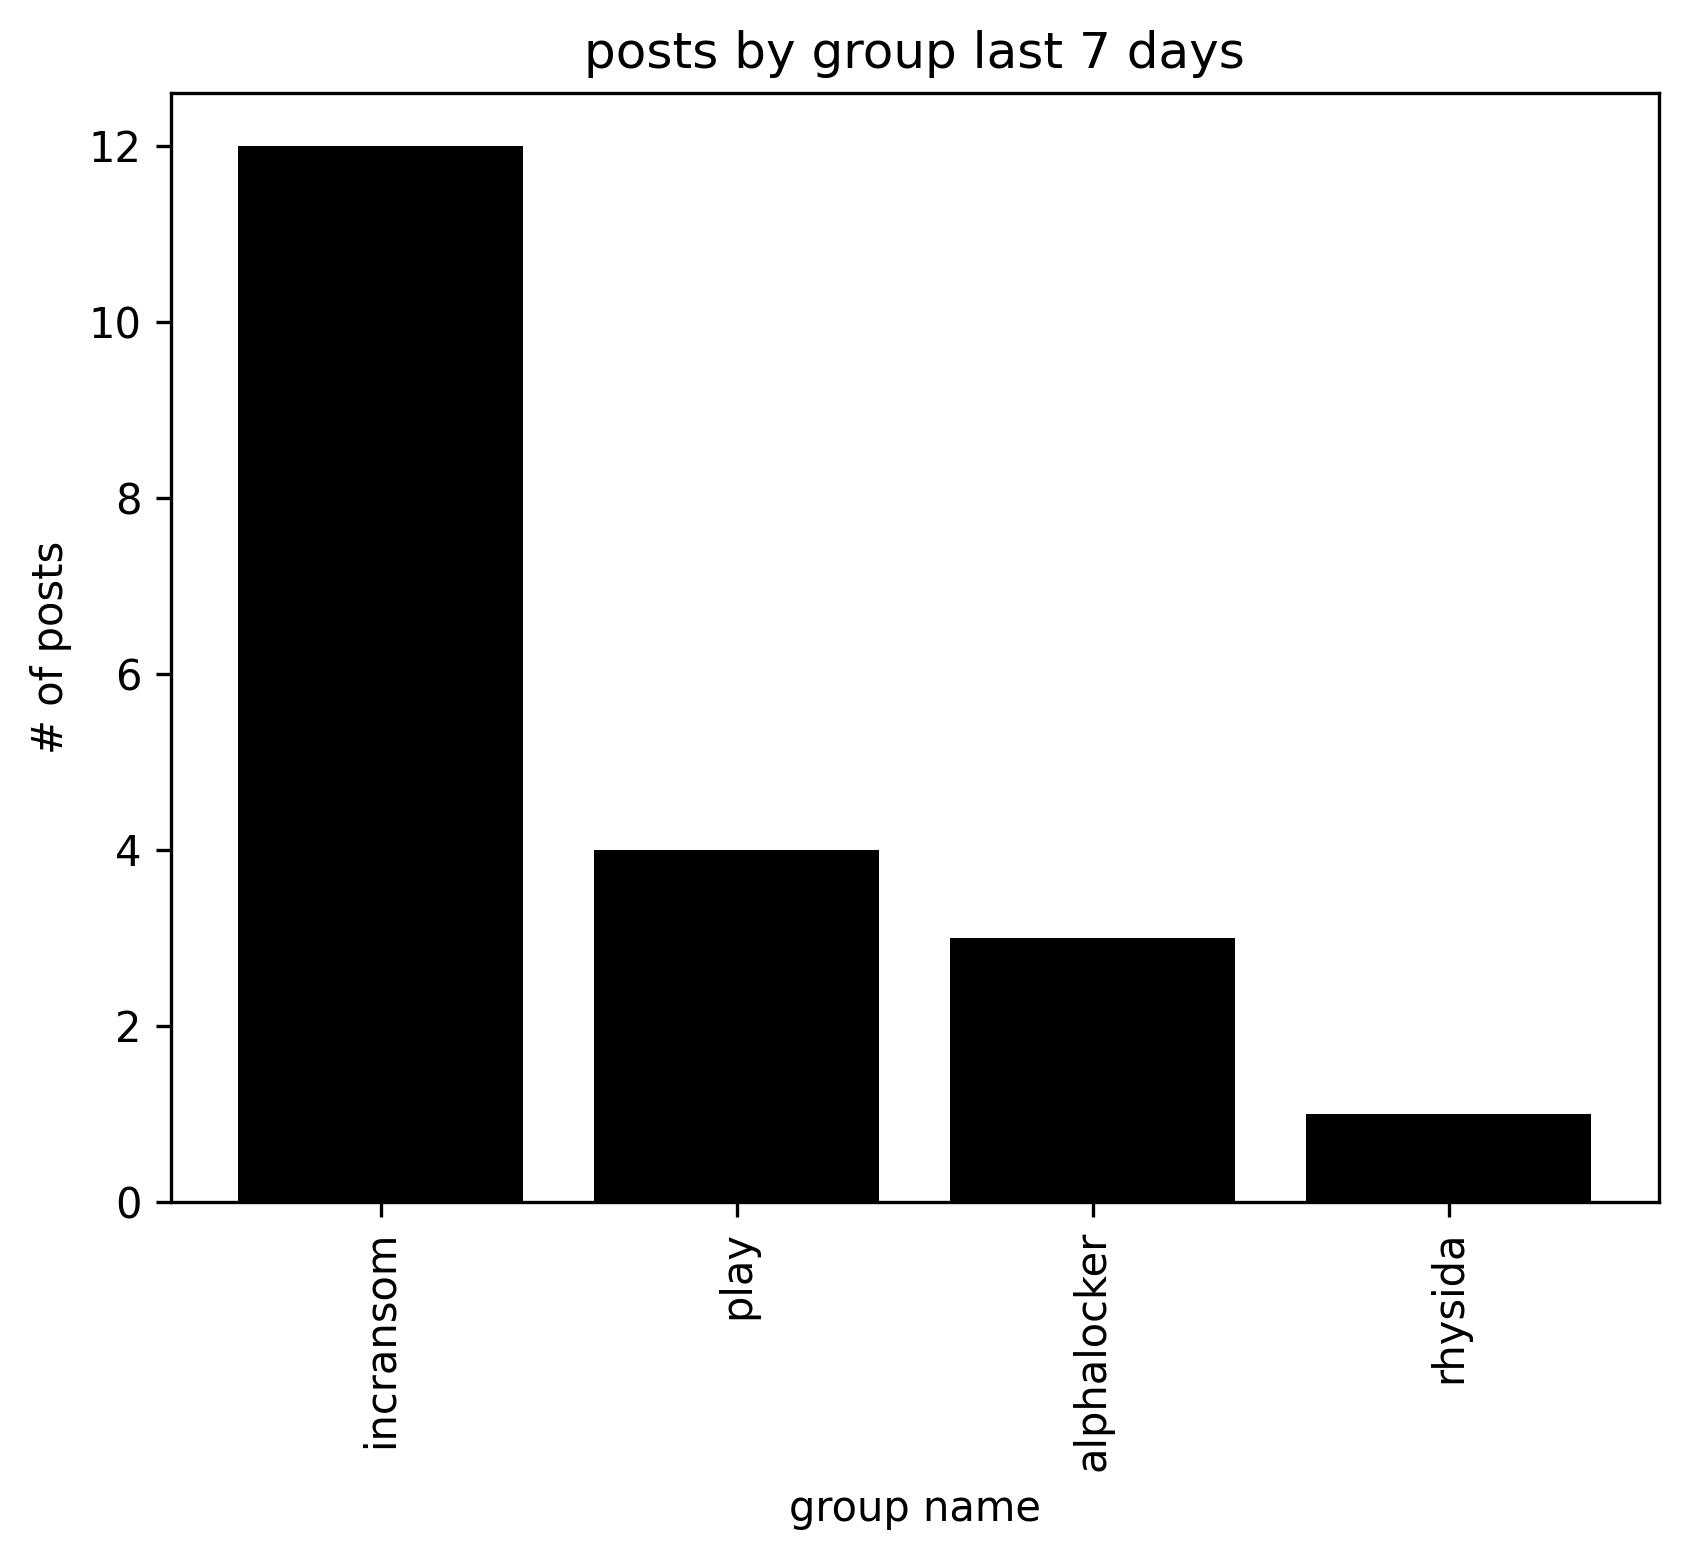 posts by group last 7 days
12
10
8
6
4
2
0
# of posts
incransom
play
alphalocker
rhysida
group name